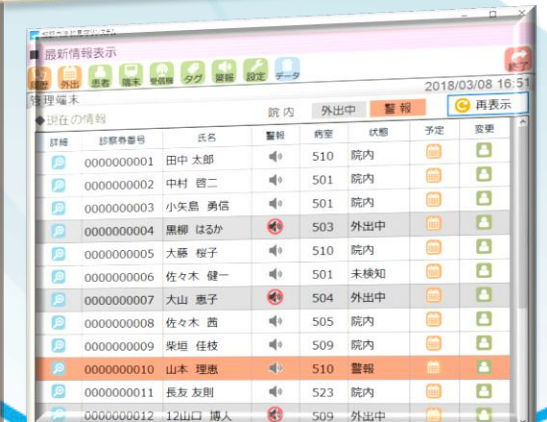 ■ 最新情報表示
外出 患者 端末 受信機 タグ 警報 設定 データ 終了
管理端末 2018/03/08 16:51
◆現在の情報 院内 外出中 警報 再表示
詳細 診察券番号 氏名 警報 病室 状態 予定 変更
0000000001 田中 太郎 510 院内
0000000002 中村 啓二 501 院内
0000000003 小矢島 勇信 501 院内
0000000004 黒柳 はるか 503 外出中
0000000005 大藤 桜子 510 院内
0000000006 佐々木 健一 501 未検知
0000000007 大山 恵子 504 外出中
0000000008 佐々木 茜 505 院内
0000000009 柴垣 佳枝 509 院内
0000000010 山本 理恵 510 警報
0000000011 長友 友則 523 院内
0000000012 12山口 博人 509 外出中